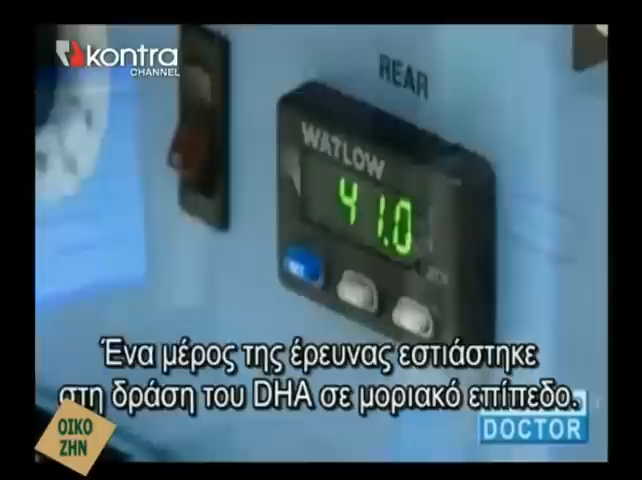 kontra
CHANNEL
REAR
WATLOW
41.0
Ένα μέρος της έρευνας εστιάστηκε
στη δράση του DHA σε μοριακό επίπεδο.
ΟΙΚΟ
ΖΗΝ
DOCTOR